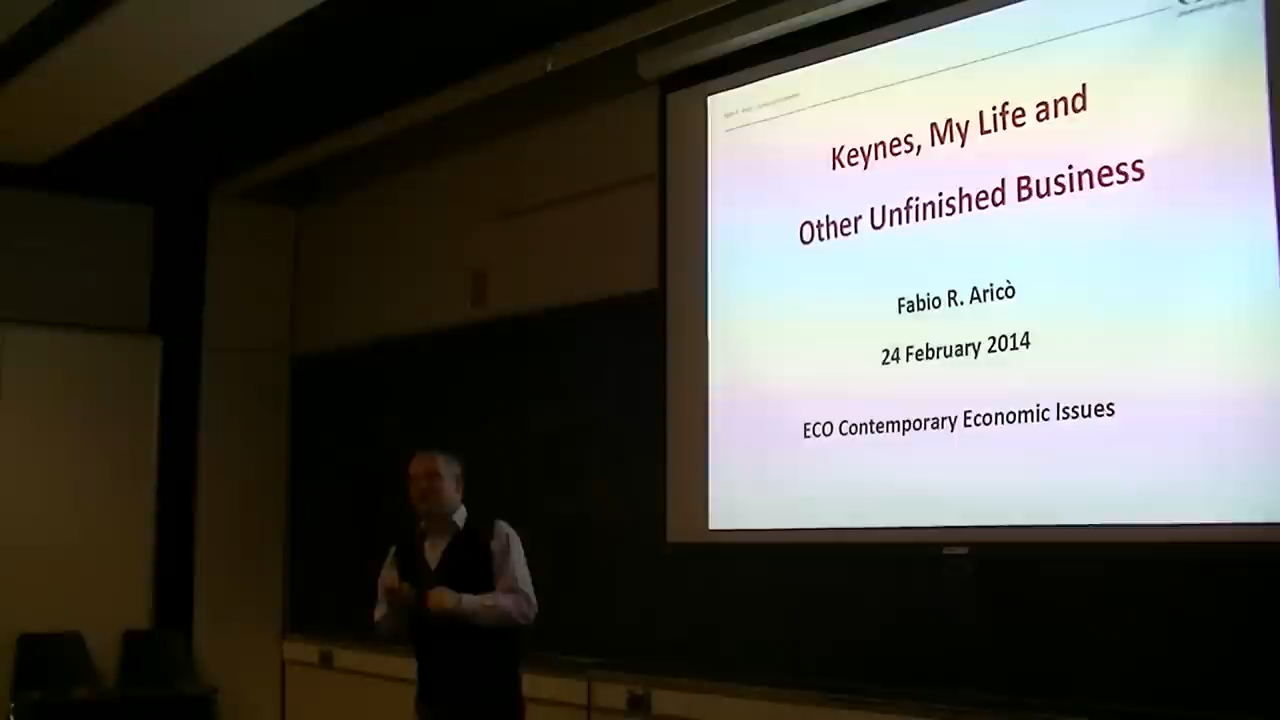 Keynes, My Life and
Other Unfinished Business
Fabio R. Aricò
24 February 2014
ECO Contemporary Economic Issues